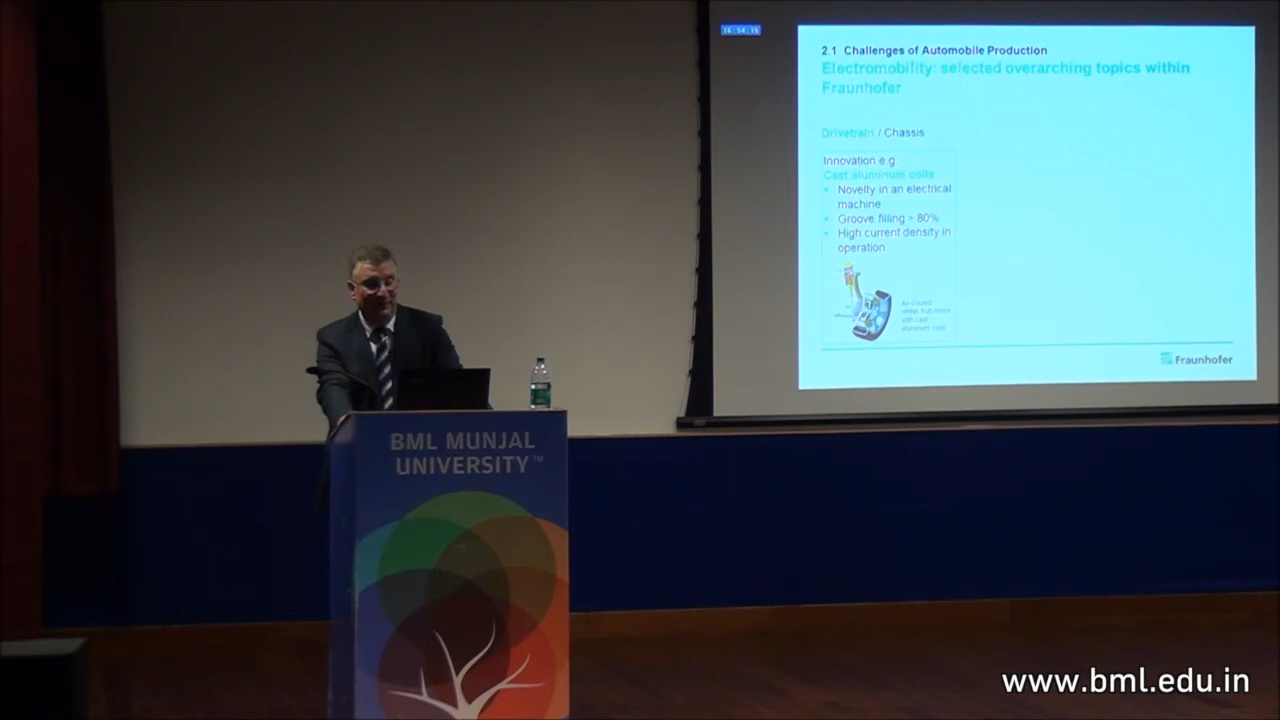 16:54:15
2.1 Challenges of Automobile Production
Electromobility: selected overarching topics within
Fraunhofer
Drivetrain / Chassis
Innovation e.g
Cast aluminum coils
Novelty in an electrical
machine
Groove filling > 80%
High current density in
operation
Air-cooled
wheel hub motor
with cast
aluminum coils
Fraunhofer
BML MUNJAL
UNIVERSITY™
www.bml.edu.in